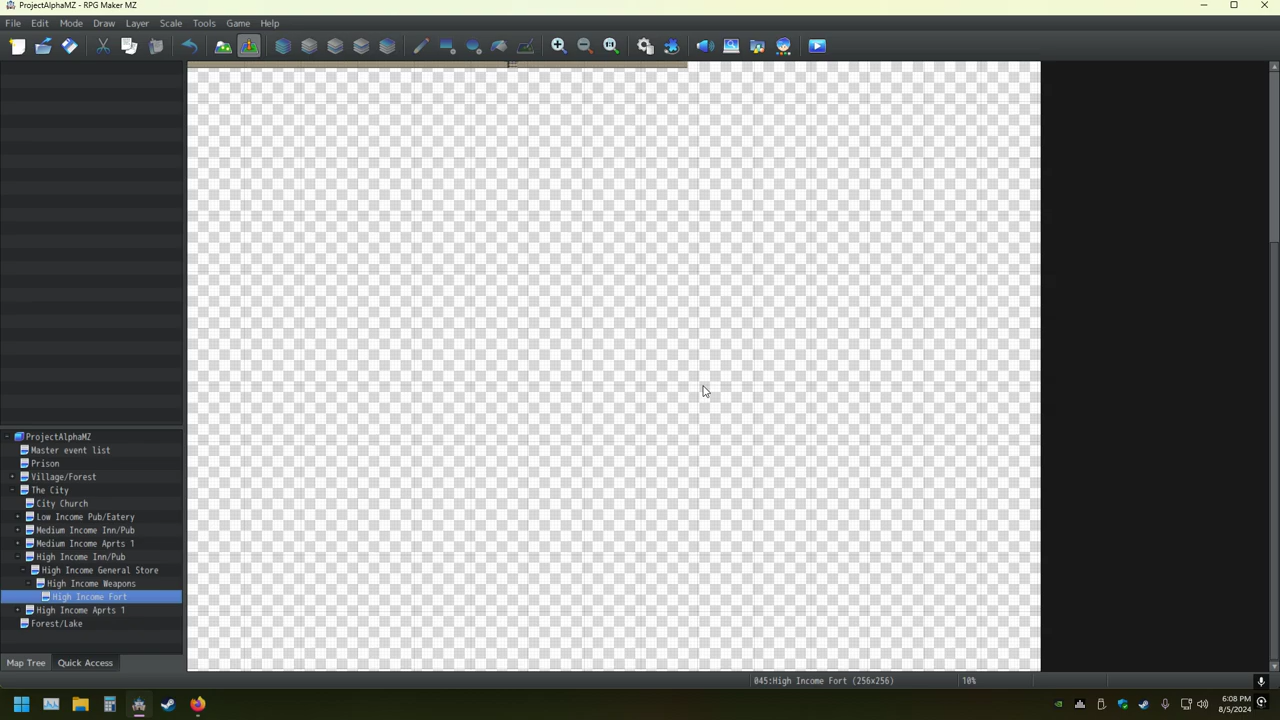 ProjectAlphaMZ - RPG Maker MZ
File Edit Mode Draw Layer Scale Tools Game Help
ProjectAlphaMZ
Master event list
Prison
Village/Forest
The City
City Church
Low Income Pub/Eatery
Medium Income Inn/Pub
Medium Income Aprts 1
High Income Inn/Pub
High Income General Store
High Income Weapons
High Income Fort
High Income Aprts 1
Forest/Lake
Map Tree Quick Access
045:High Income Fort (256x256) 10%
6:08 PM
8/5/2024